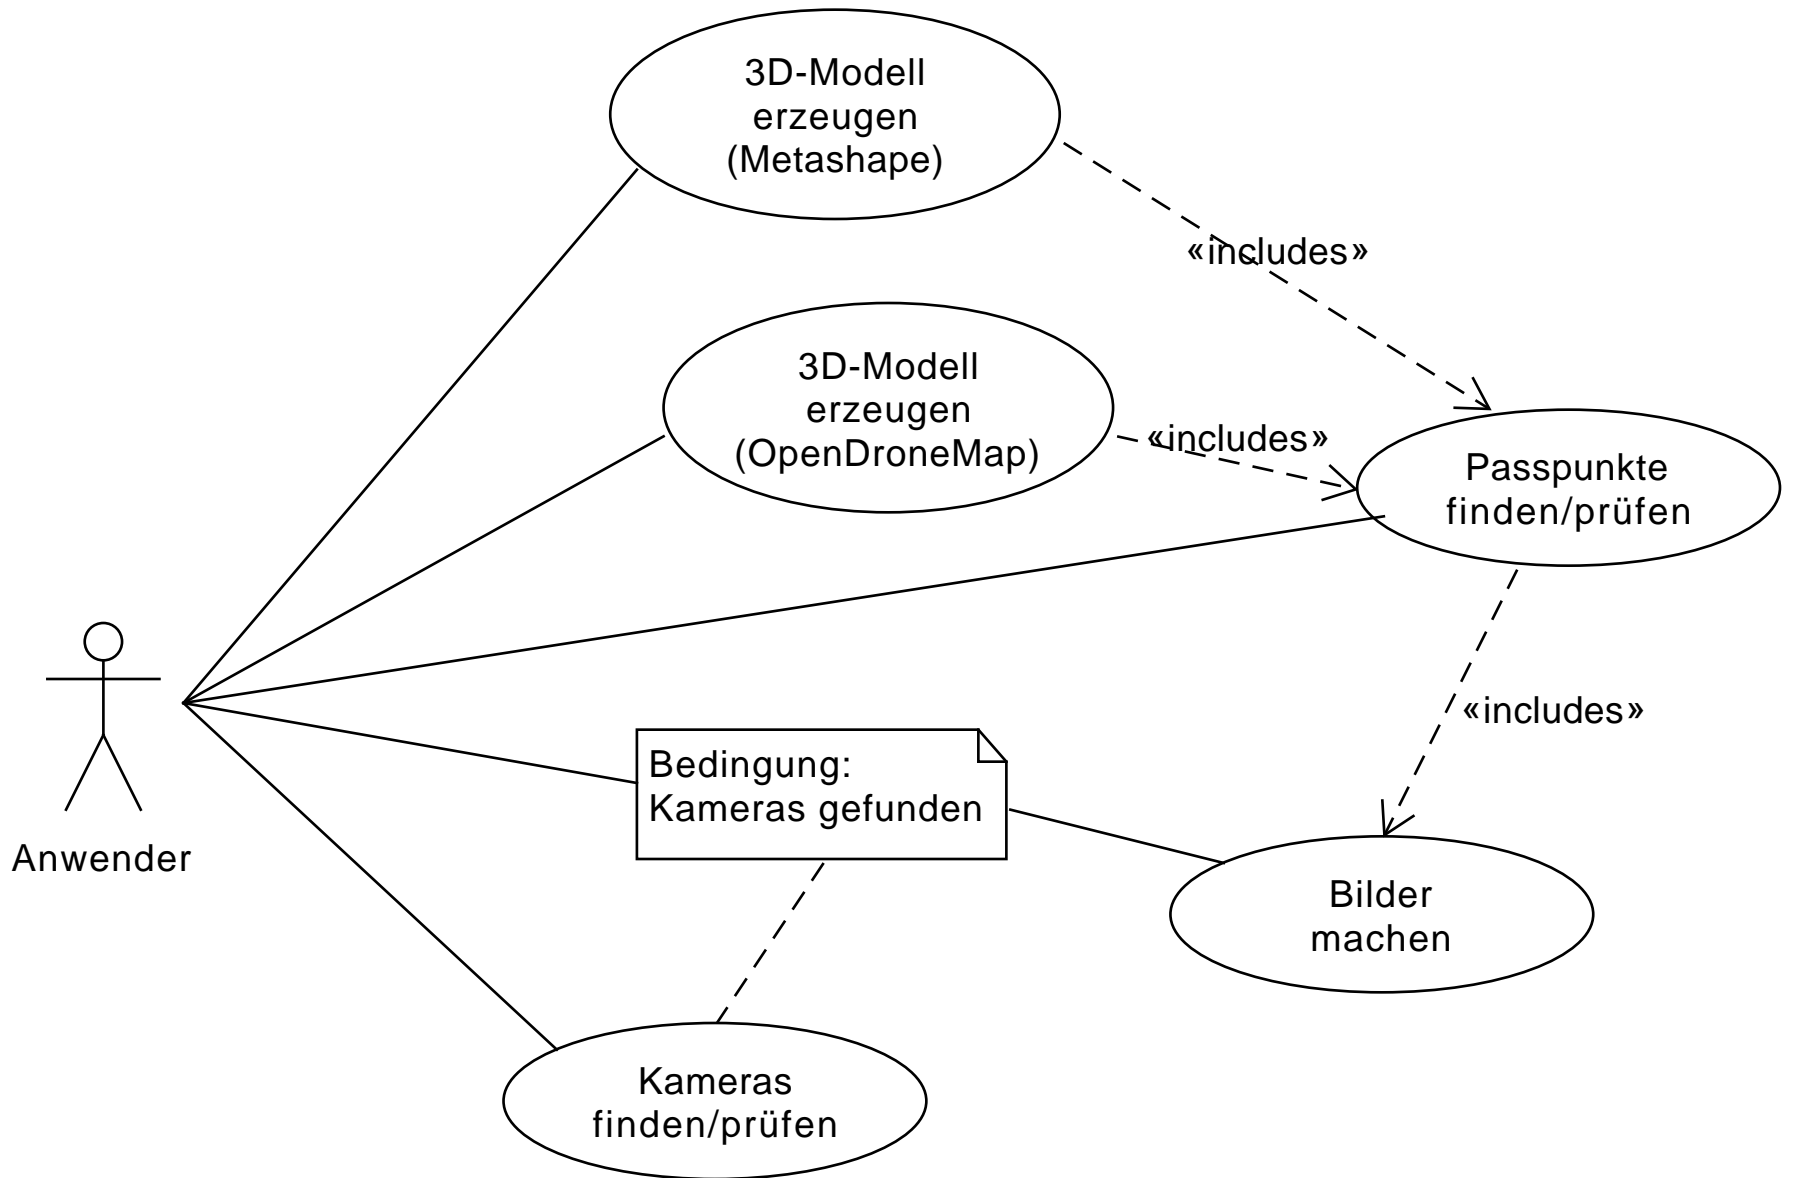 3D-Modell
erzeugen
(Metashape)
«includes»
3D-Modell
erzeugen
(OpenDroneMap)
«includes»
Passpunkte
finden/prüfen
«includes»
Bedingung:
Kameras gefunden
Anwender
Bilder
machen
Kameras
finden/prüfen